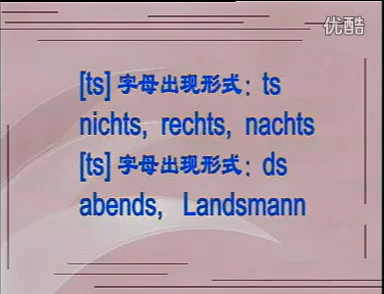 优酷
[ts] 字母出现形式: ts
nichts, rechts, nachts
[ts] 字母出现形式: ds
abends, Landsmann